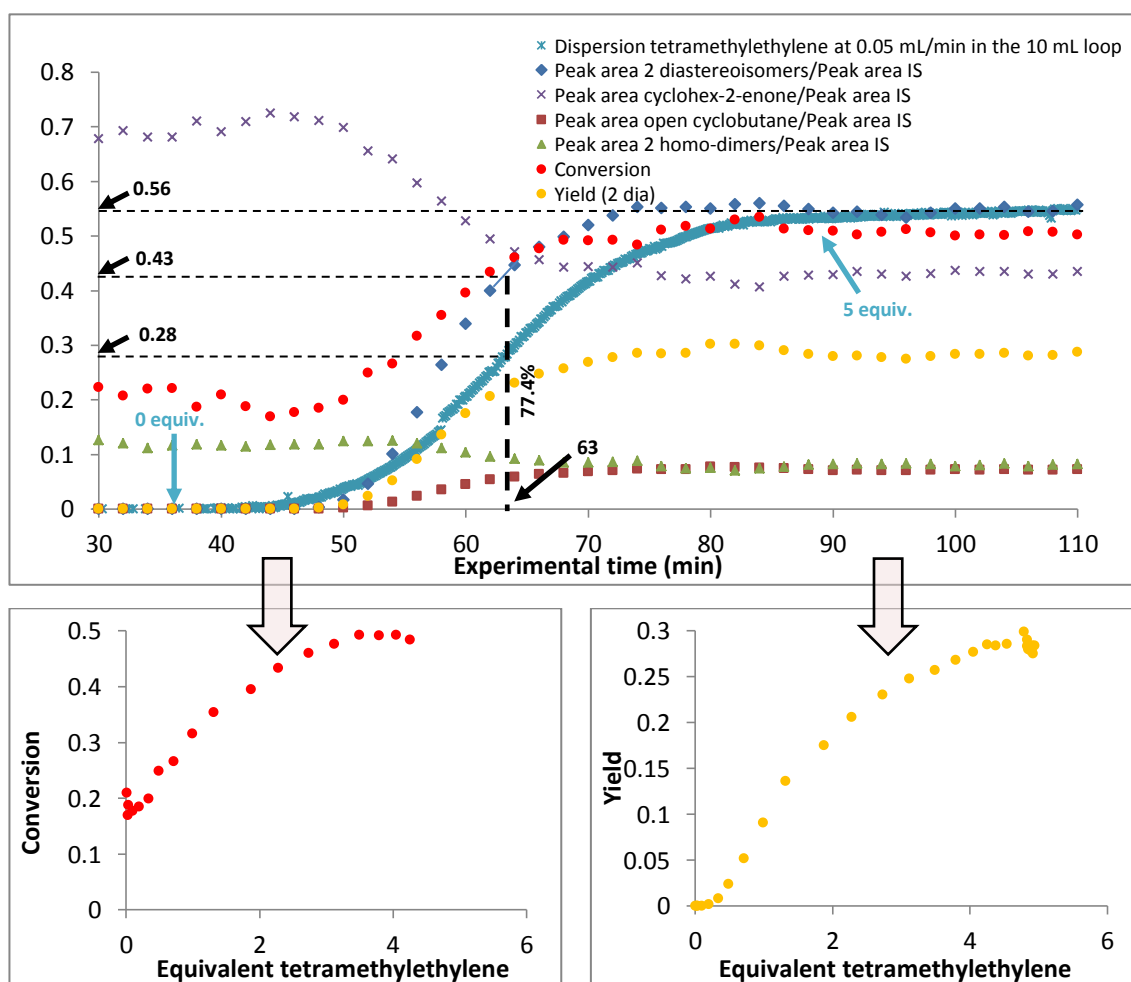 Dispersion tetramethylethylene at 0.05 mL/min in the 10 mL loop
Peak area 2 diastereoisomers/Peak area IS
Peak area cyclohex-2-enone/Peak area IS
Peak area open cyclobutane/Peak area IS
Peak area 2 homo-dimers/Peak area IS
Conversion
Yield (2 dia)
0.8
0.7
0.6
0.5
0.4
0.3
0.2
0.1
0
0.56
0.43
0.28
0 equiv.
5 equiv.
77.4%
63
30 40 50 60 70 80 90 100 110
Experimental time (min)
0.5
0.4
0.3
0.2
0.1
0
Conversion
0 2 4 6
Equivalent tetramethylethylene
0.3
0.25
0.2
0.15
0.1
0.05
0
Yield
0 2 4 6
Equivalent tetramethylethylene